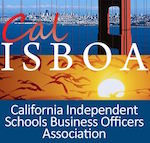 Cal
ISBOA
California Independent
Schools Business Officers
Association